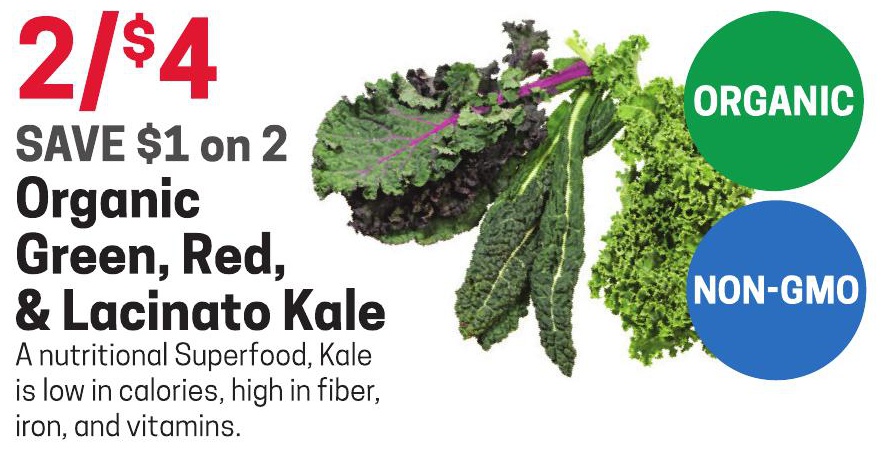 2/$4
SAVE $1 on 2
Organic
Green, Red,
& Lacinato Kale
A nutritional Superfood, Kale
is low in calories, high in fiber,
iron, and vitamins.
ORGANIC
NON-GMO